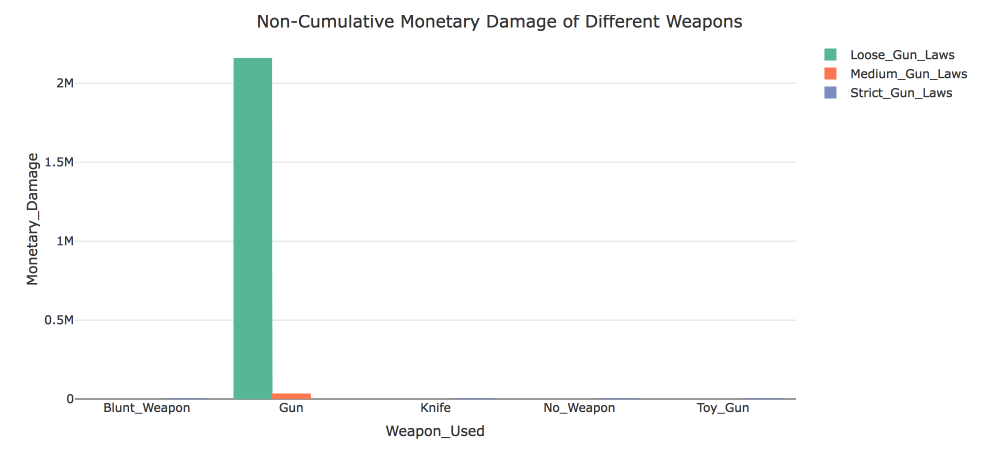 Non-Cumulative Monetary Damage of Different Weapons
Loose_Gun_Laws
Medium_Gun_Laws
Strict_Gun_Laws
Monetary_Damage
2M
1.5M
1M
0.5M
0
Blunt_Weapon Gun Knife No_Weapon Toy_Gun
Weapon_Used